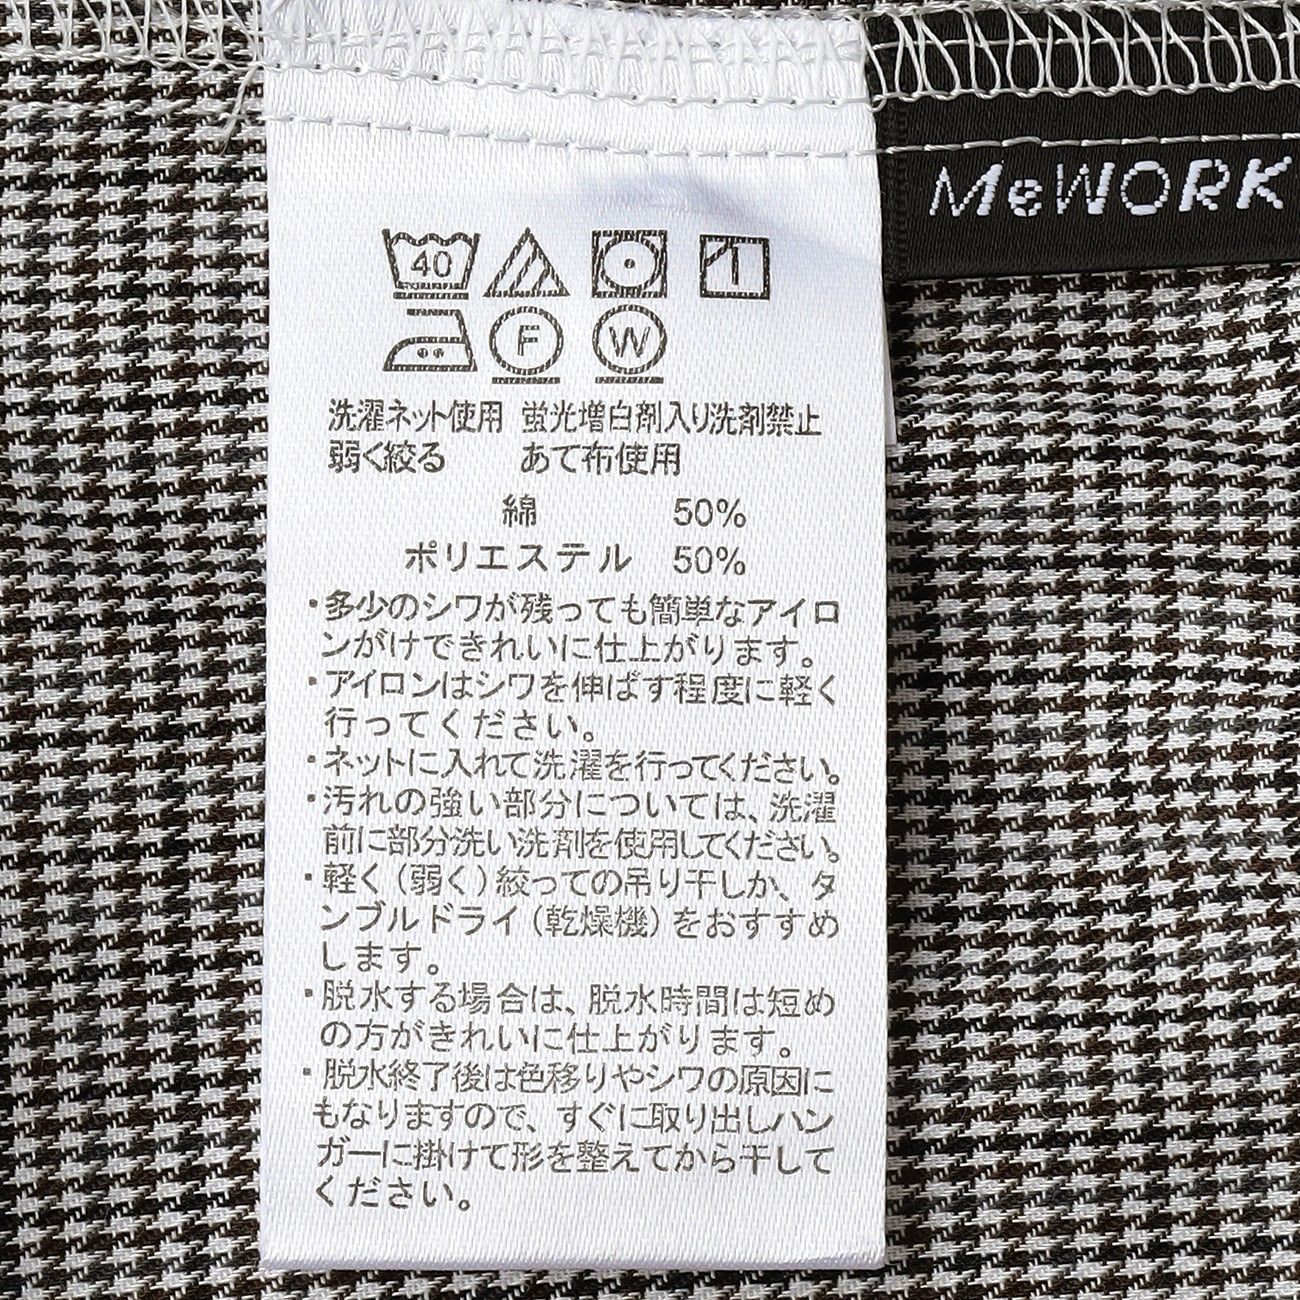 MeWORK
40
F W
洗濯ネット使用 蛍光増白剤入り洗剤禁止
弱く絞る あて布使用
綿 50%
ポリエステル 50%
・多少のシワが残っても簡単なアイロ
ンがけできれいに仕上がります。
・アイロンはシワを伸ばす程度に軽く
行ってください。
・ネットに入れて洗濯を行ってください。
・汚れの強い部分については、洗濯
前に部分洗い洗剤を使用してください。
・軽く(弱く)絞っての吊り干しか、タ
ンブルドライ(乾燥機)をおすすめ
します。
・脱水する場合は、脱水時間は短め
の方がきれいに仕上がります。
・脱水終了後は色移りやシワの原因に
もなりますので、すぐに取り出しハン
ガーに掛けて形を整えてから干して
ください。